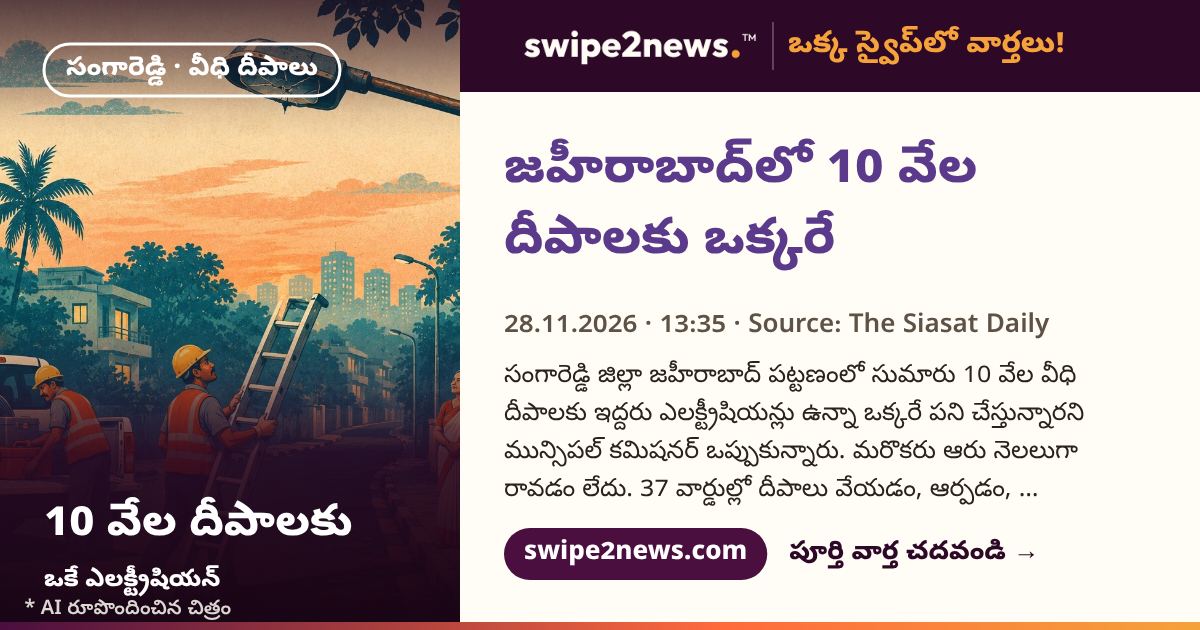 సంగారెడ్డి · వీధి దీపాలు
10 వేల దీపాలకు
ఒకే ఎలక్ట్రీషియన్
* AI రూపొందించిన చిత్రం
swipe2news.™
ఒక్క స్వైప్‌లో వార్తలు!
జహీరాబాద్‌లో 10 వేల
దీపాలకు ఒక్కరే
28.11.2026 · 13:35 · Source: The Siasat Daily
సంగారెడ్డి జిల్లా జహీరాబాద్ పట్టణంలో సుమారు 10 వేల వీధి
దీపాలకు ఇద్దరు ఎలక్ట్రీషియన్లు ఉన్నా ఒక్కరే పని చేస్తున్నారని
మున్సిపల్ కమిషనర్ ఒప్పుకున్నారు. మరొకరు ఆరు నెలలుగా
రావడం లేదు. 37 వార్డుల్లో దీపాలు వేయడం, ఆర్పడం, ...
swipe2news.com
పూర్తి వార్త చదవండి →